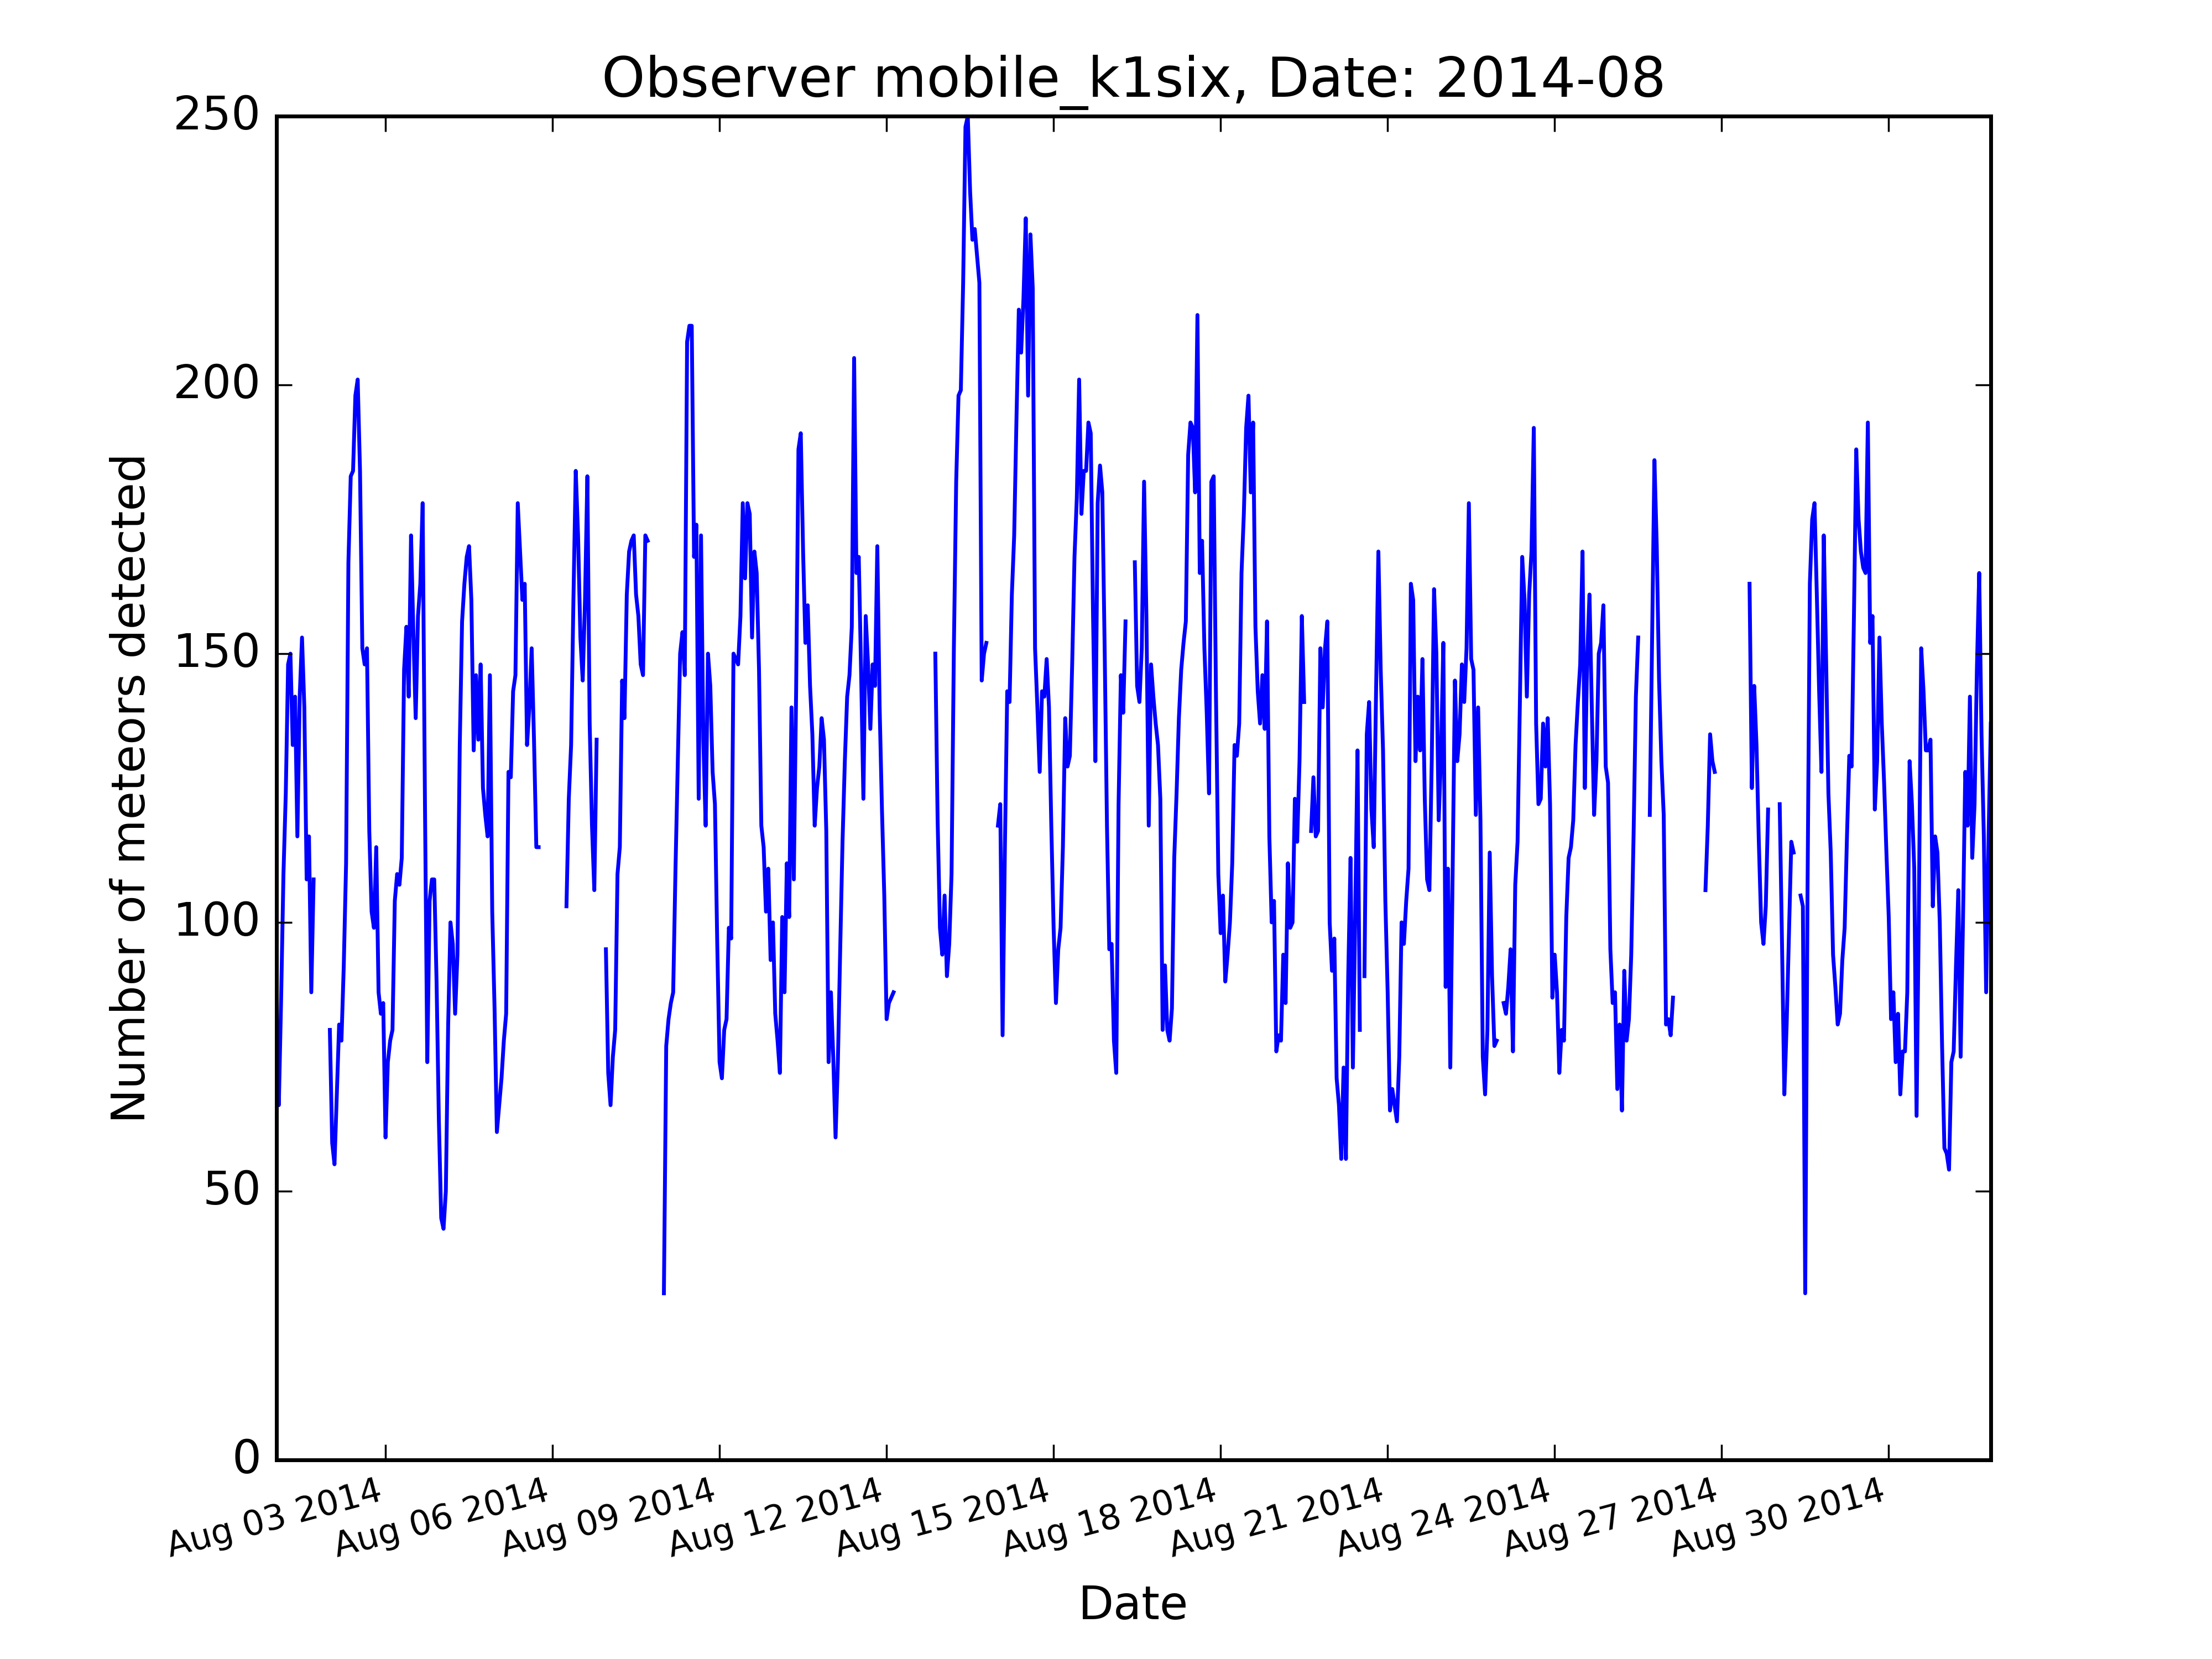 Observer mobile_k1six, Date: 2014-08
Number of meteors detected
250
200
150
100
50
0
Aug 03 2014
Aug 06 2014
Aug 09 2014
Aug 12 2014
Aug 15 2014
Aug 18 2014
Aug 21 2014
Aug 24 2014
Aug 27 2014
Aug 30 2014
Date